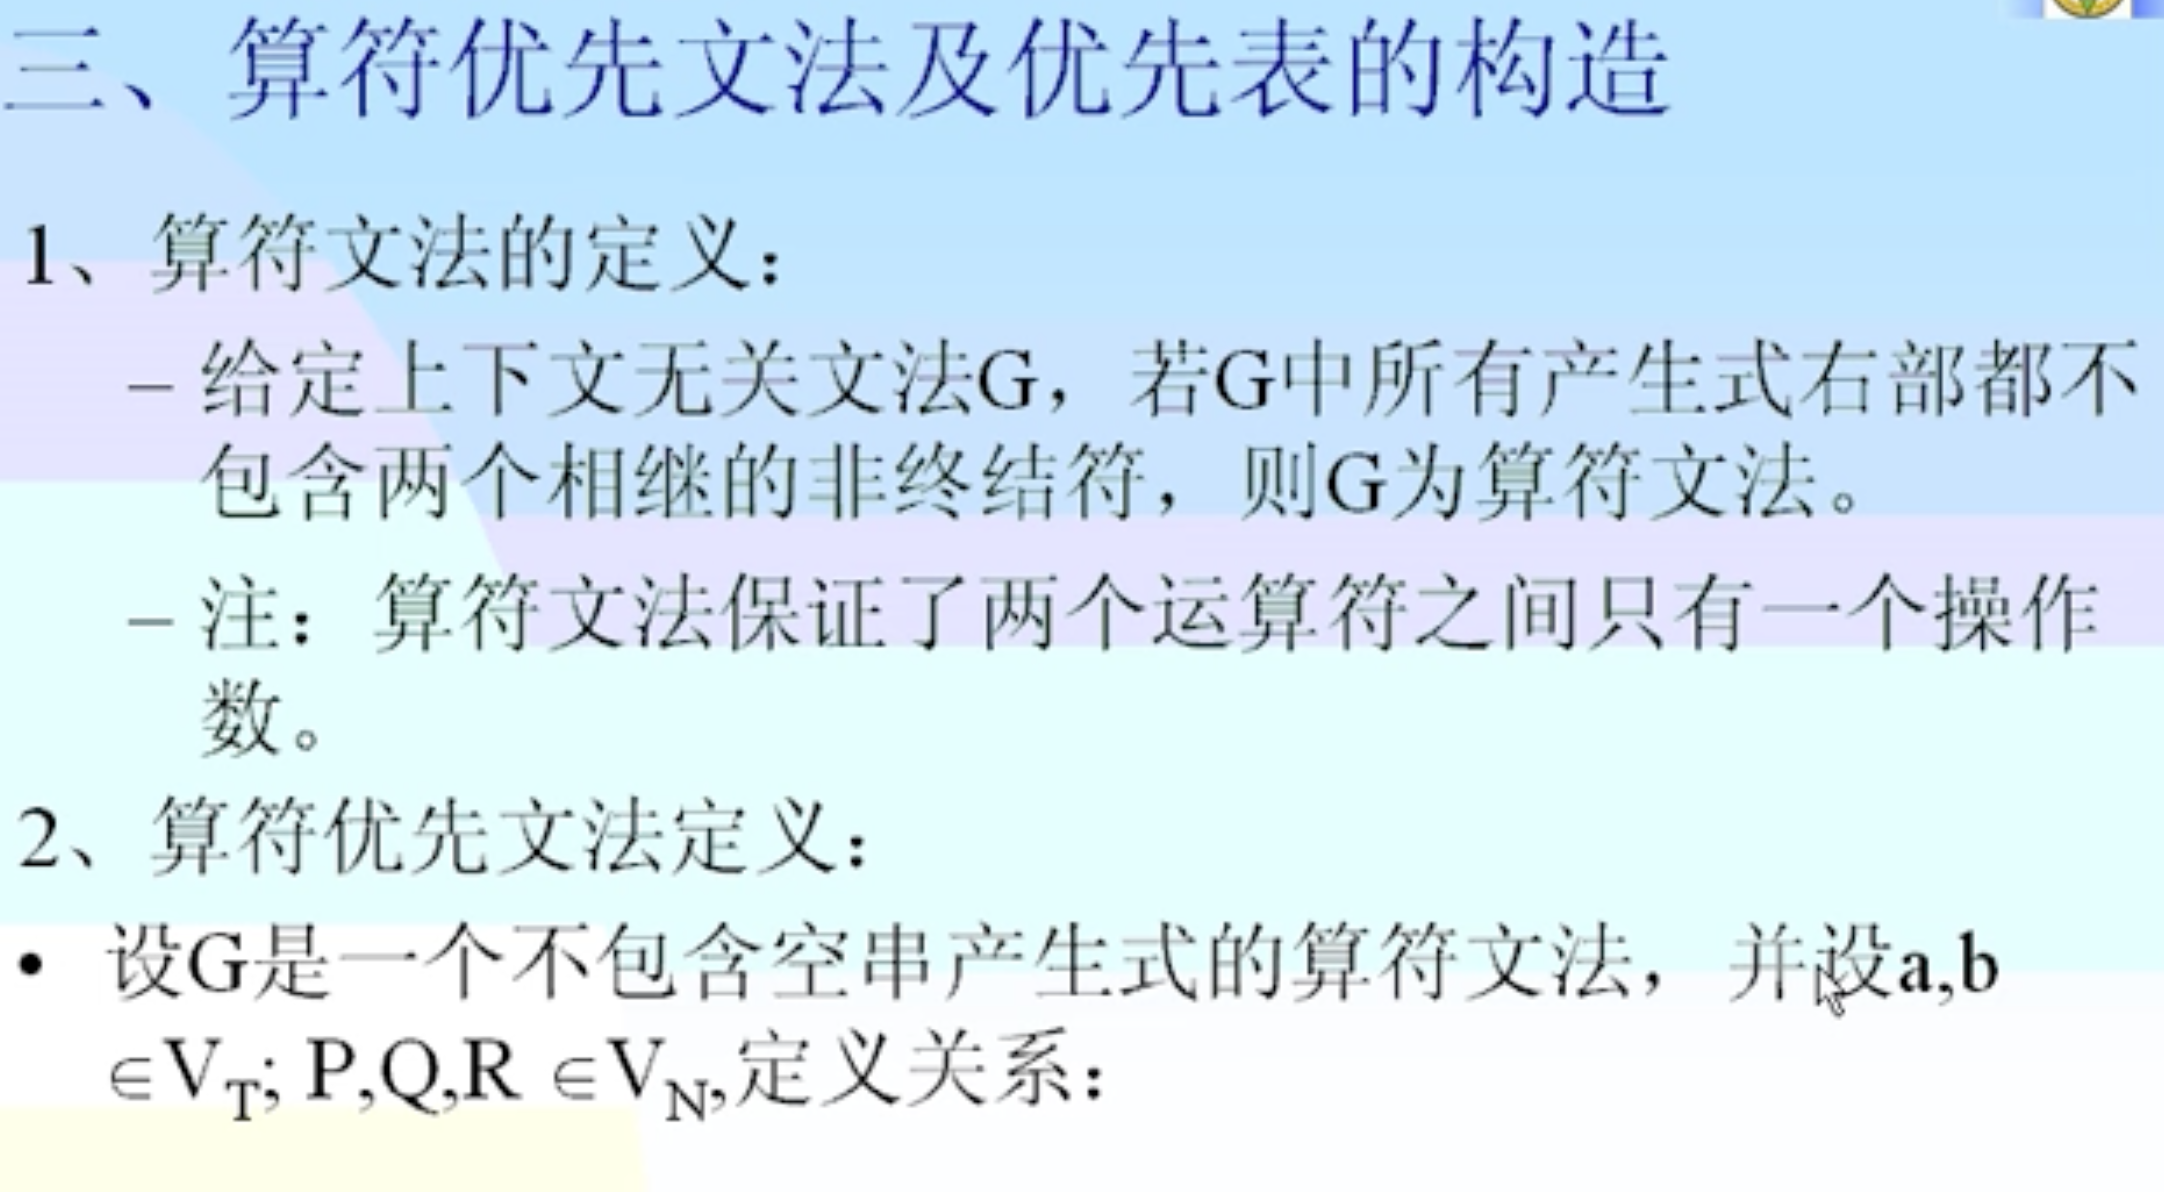 三、算符优先文法及优先表的构造
1、算符文法的定义：
– 给定上下文无关文法G，若G中所有产生式右部都不
包含两个相继的非终结符，则G为算符文法。
– 注：算符文法保证了两个运算符之间只有一个操作
数。
2、算符优先文法定义：
• 设G是一个不包含空串产生式的算符文法，并设a,b
∈V_T; P,Q,R ∈V_N,定义关系：